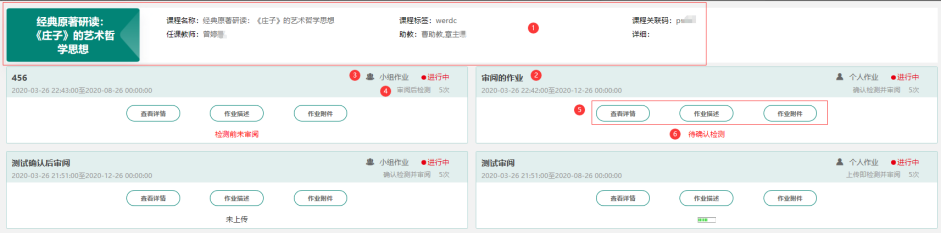 经典原著研读：
《庄子》的艺术哲
学思想
课程名称：经典原著研读：《庄子》的艺术哲学思想
课程标签：werdc
课程关联码：
任课教师：
助教：
详细：
1
456
3
小组作业
进行中
2020-03-26 22:43:00至2020-08-26 00:00:00
4
审阅后检测
5次
查看详情
作业描述
作业附件
检测前未审阅
审阅的作业
2
个人作业
进行中
2020-03-26 22:42:00至2020-12-26 00:00:00
确认检测并审阅
5次
5
查看详情
作业描述
作业附件
6
待确认检测
测试确认后审阅
小组作业
进行中
2020-03-26 21:51:00至2020-12-26 00:00:00
确认检测并审阅
5次
查看详情
作业描述
作业附件
未上传
测试审阅
个人作业
进行中
2020-03-26 21:51:00至2020-08-26 00:00:00
上传即检测并审阅
5次
查看详情
作业描述
作业附件